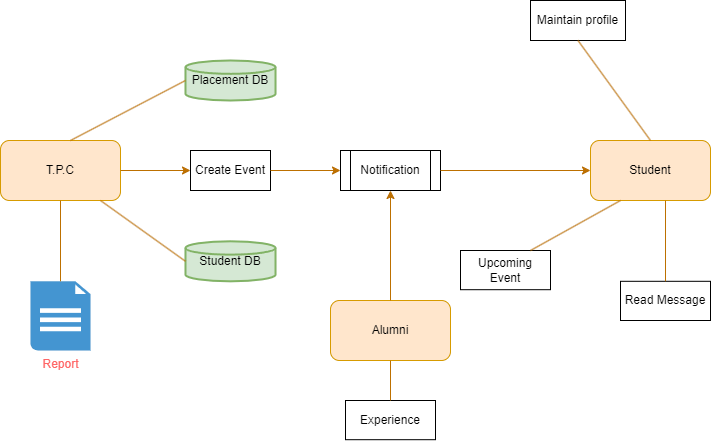 Maintain profile
Placement DB
T.P.C
Create Event
Notification
Student
Student DB
Upcoming
Event
Read Message
Alumni
Report
Experience